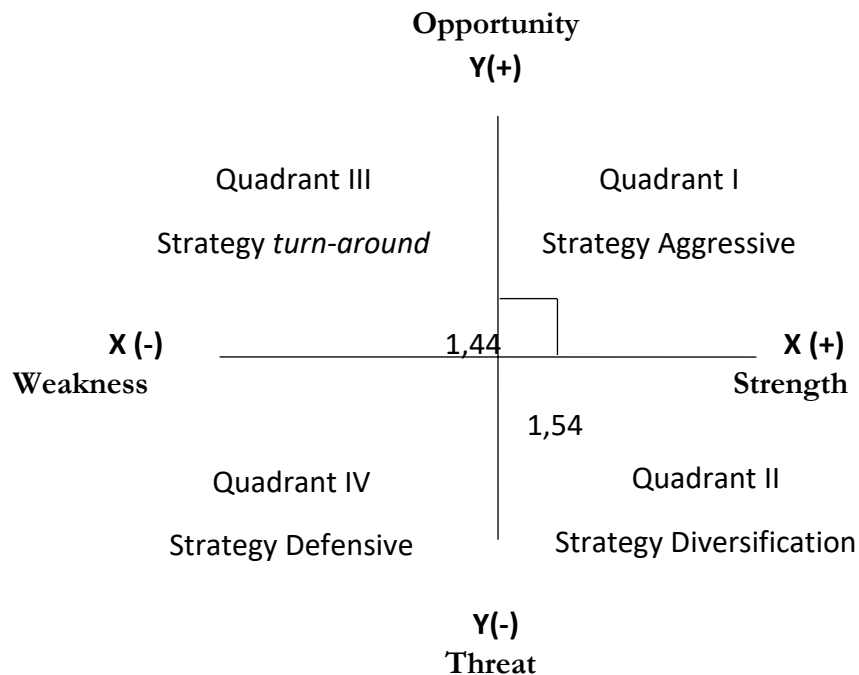 Opportunity
Y(+)
Quadrant III
Quadrant I
Strategy turn-around
Strategy Aggressive
X (-)
1,44
X (+)
Weakness
Strength
1,54
Quadrant IV
Quadrant II
Strategy Defensive
Strategy Diversification
Y(-)
Threat